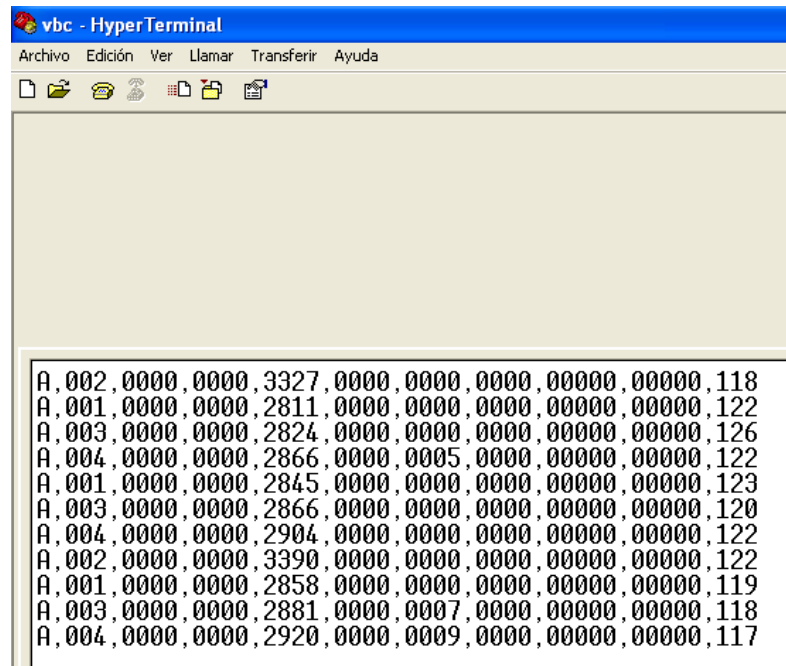 vbc - HyperTerminal
Archivo Edición Ver Llamar Transferir Ayuda
A,002,0000,0000,3327,0000,0000,0000,00000,00000,118
A,001,0000,0000,2811,0000,0000,0000,00000,00000,122
A,003,0000,0000,2824,0000,0000,0000,00000,00000,126
A,004,0000,0000,2866,0000,0005,0000,00000,00000,122
A,001,0000,0000,2845,0000,0000,0000,00000,00000,123
A,003,0000,0000,2866,0000,0000,0000,00000,00000,120
A,004,0000,0000,2904,0000,0000,0000,00000,00000,122
A,002,0000,0000,3390,0000,0000,0000,00000,00000,122
A,001,0000,0000,2858,0000,0000,0000,00000,00000,119
A,003,0000,0000,2881,0000,0007,0000,00000,00000,118
A,004,0000,0000,2920,0000,0009,0000,00000,00000,117